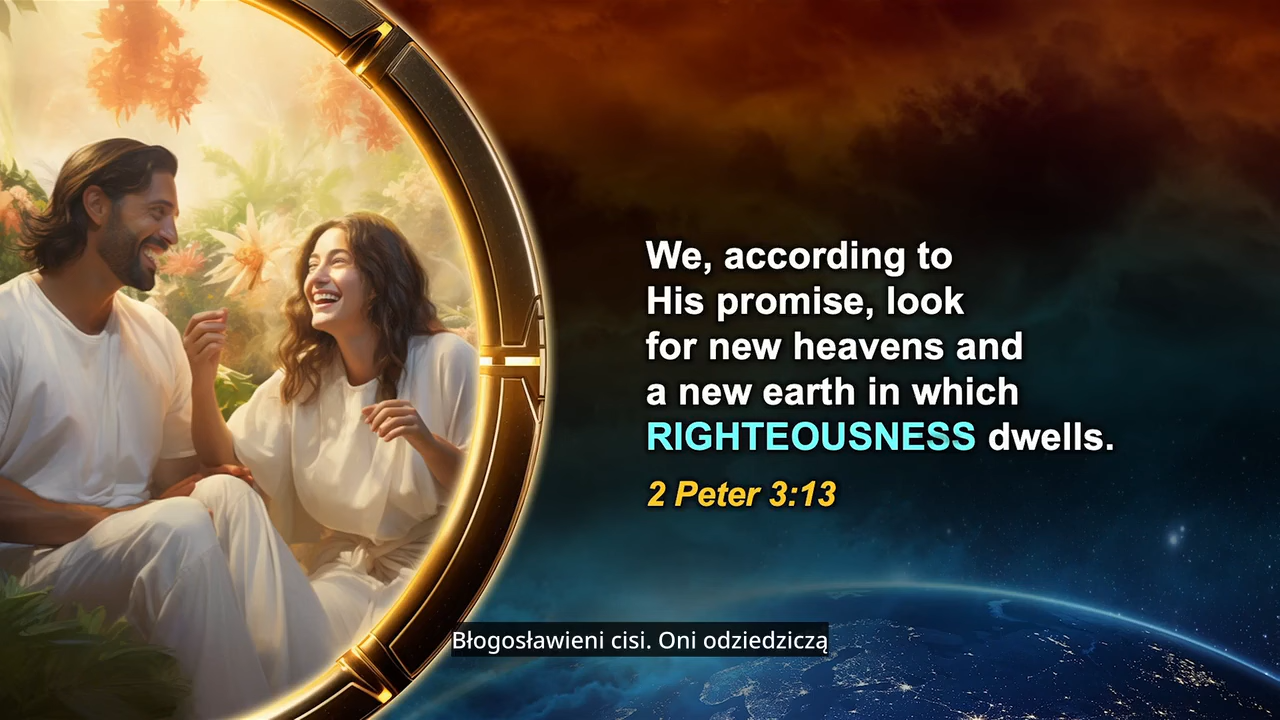 We, according to
His promise, look
for new heavens and
a new earth in which
RIGHTEOUSNESS dwells.
2 Peter 3:13
Błogosławieni cisi. Oni odziedziczą